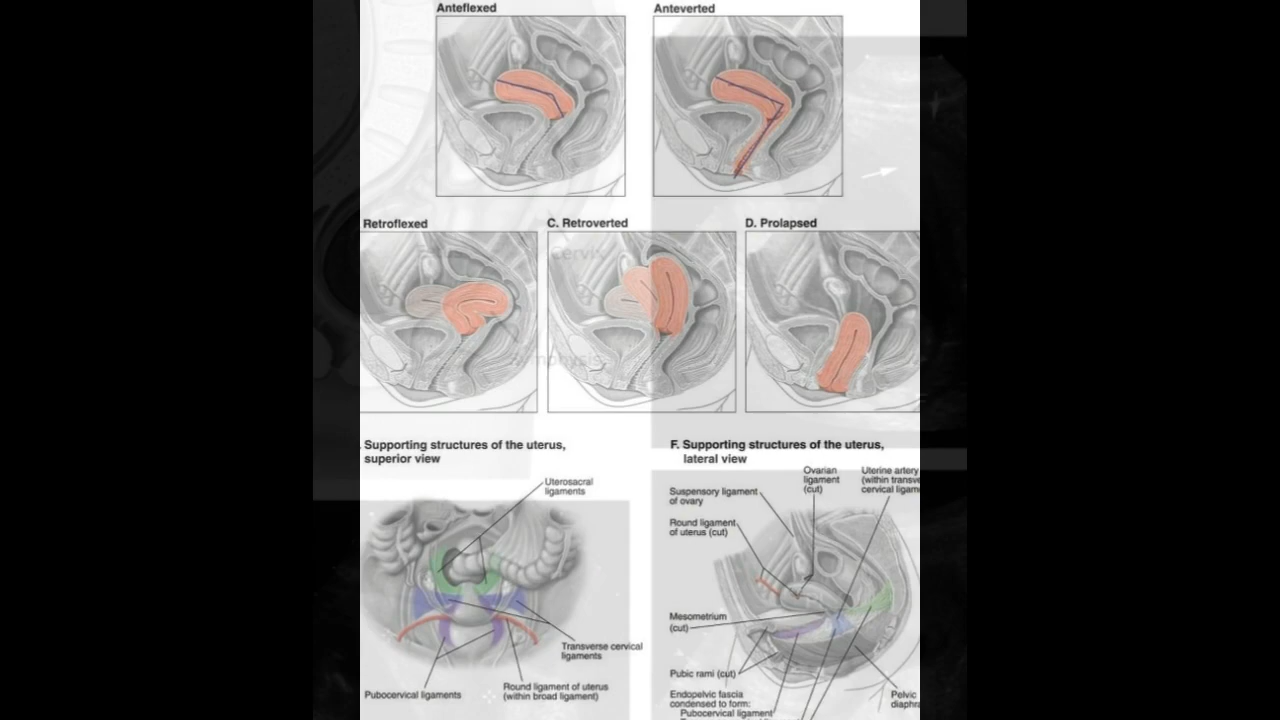 Anteflexed
Anteverted
Retroflexed
C. Retroverted
D. Prolapsed
Cervix
Symphysis
Supporting structures of the uterus,
superior view
F. Supporting structures of the uterus,
lateral view
Uterosacral
ligaments
Transverse cervical
ligaments
Pubocervical ligaments
Round ligament of uterus
(within broad ligament)
Ovarian
ligament
(cut)
Uterine artery
(within
cervical
Suspensory ligament
of ovary
Round ligament
of uterus (cut)
Mesometrium
(cut)
Pubic rami (cut)
Endopelvic fascia
condensed to form:
Pubocervical ligament
Pelvic